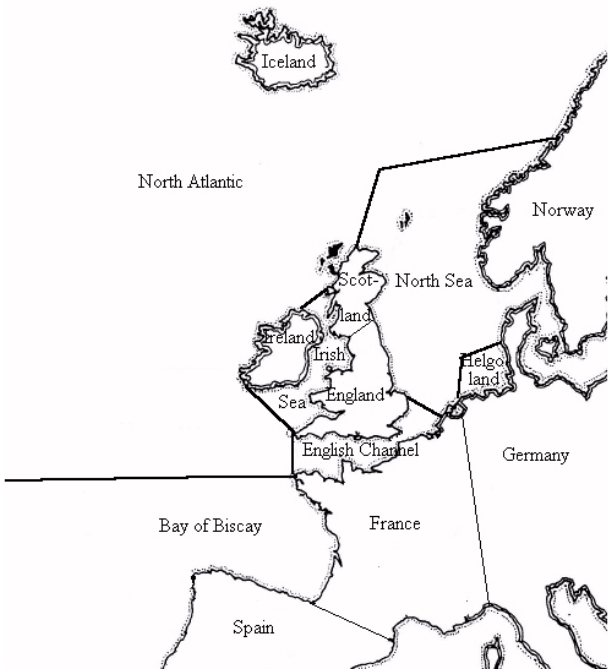 Iceland
North Atlantic
Norway
Scot-
land
North Sea
Ireland
Irish
Sea
Helgo
land
England
English Channel
Germany
Bay of Biscay
France
Spain